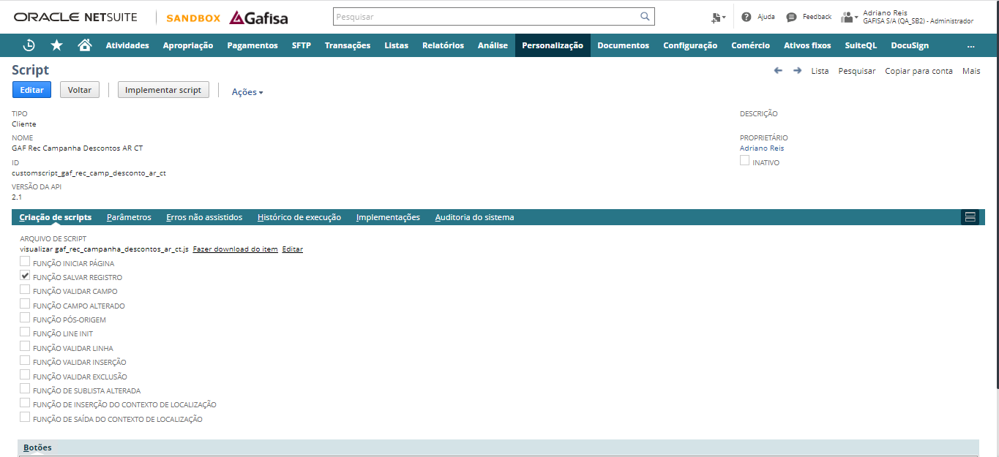 ORACLE NETSUITE
SANDBOX
Gafisa
Pesquisar
Ajuda
Feedback
Adriano Reis
GAFISA S/A (QA_SB2) - Administrador
Atividades
Apropriação
Pagamentos
SFTP
Transações
Listas
Relatórios
Análise
Personalização
Documentos
Configuração
Comércio
Ativos fixos
SuiteQL
DocuSign
...
Script
Lista
Pesquisar
Copiar para conta
Mais
Editar
Voltar
Implementar script
Ações
TIPO
Cliente
NOME
GAF Rec Campanha Descontos AR CT
ID
customscript_gaf_rec_camp_desconto_ar_ct
VERSÃO DA API
2.1
DESCRIÇÃO
PROPRIETÁRIO
Adriano Reis
INATIVO
Criação de scripts
Parâmetros
Erros não assistidos
Histórico de execução
Implementações
Auditoria do sistema
ARQUIVO DE SCRIPT
visualizar gaf_rec_campanha_descontos_ar_ct.js Fazer download do item Editar
FUNÇÃO INICIAR PÁGINA
FUNÇÃO SALVAR REGISTRO
FUNÇÃO VALIDAR CAMPO
FUNÇÃO CAMPO ALTERADO
FUNÇÃO PÓS-ORIGEM
FUNÇÃO LINE INIT
FUNÇÃO VALIDAR LINHA
FUNÇÃO VALIDAR INSERÇÃO
FUNÇÃO VALIDAR EXCLUSÃO
FUNÇÃO DE SUBLISTA ALTERADA
FUNÇÃO DE INSERÇÃO DO CONTEXTO DE LOCALIZAÇÃO
FUNÇÃO DE SAÍDA DO CONTEXTO DE LOCALIZAÇÃO
Botões